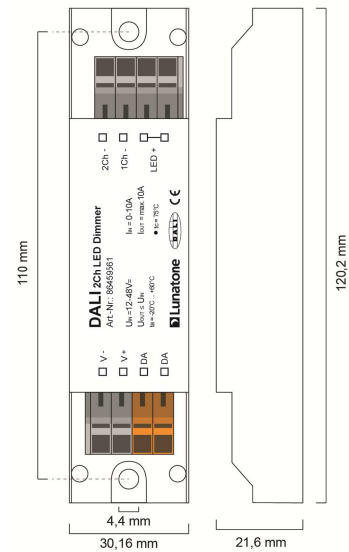 2Ch -
1Ch -
LED +
DALI 2Ch LED Dimmer
Art.-Nr.: 86459561
UIN =12-48V=
IIN = 0-10A
UOUT ≤ UIN
IOUT = max.10A
ta = -20°C ... +60°C
• tc = 75°C
Lunatone
DALI
CE
V -
V +
DA
DA
110 mm
120,2 mm
4,4 mm
30,16 mm
21,6 mm